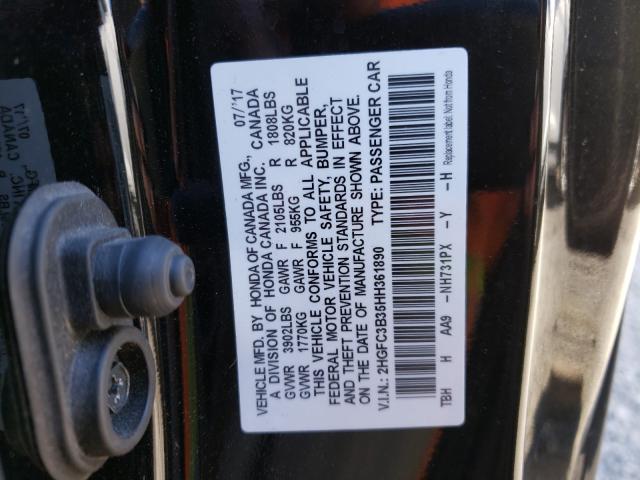 VEHICLE MFD. BY HONDA OF CANADA MFG., 07/'17
A DIVISION OF HONDA CANADA INC. CANADA
GVWR 3902LBS GAWR F 2105LBS R 1808LBS
GVWR 1770KG GAWR F 955KG R 820KG
THIS VEHICLE CONFORMS TO ALL APPLICABLE
FEDERAL MOTOR VEHICLE SAFETY, BUMPER,
AND THEFT PREVENTION STANDARDS IN EFFECT
ON THE DATE OF MANUFACTURE SHOWN ABOVE.
V.I.N.: 2HGFC3B35HH361890 TYPE: PASSENGER CAR
TBH H AA9 -NH731PX -Y -H Replacement label. Not from Honda
07/'17
CANADA